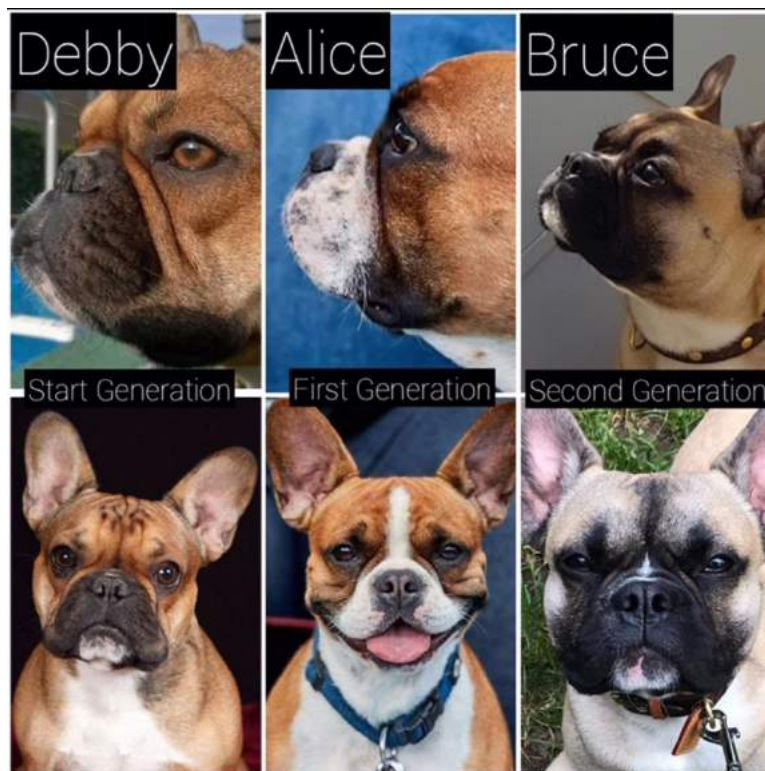 Debby
Alice
Bruce
Start Generation
First Generation
Second Generation